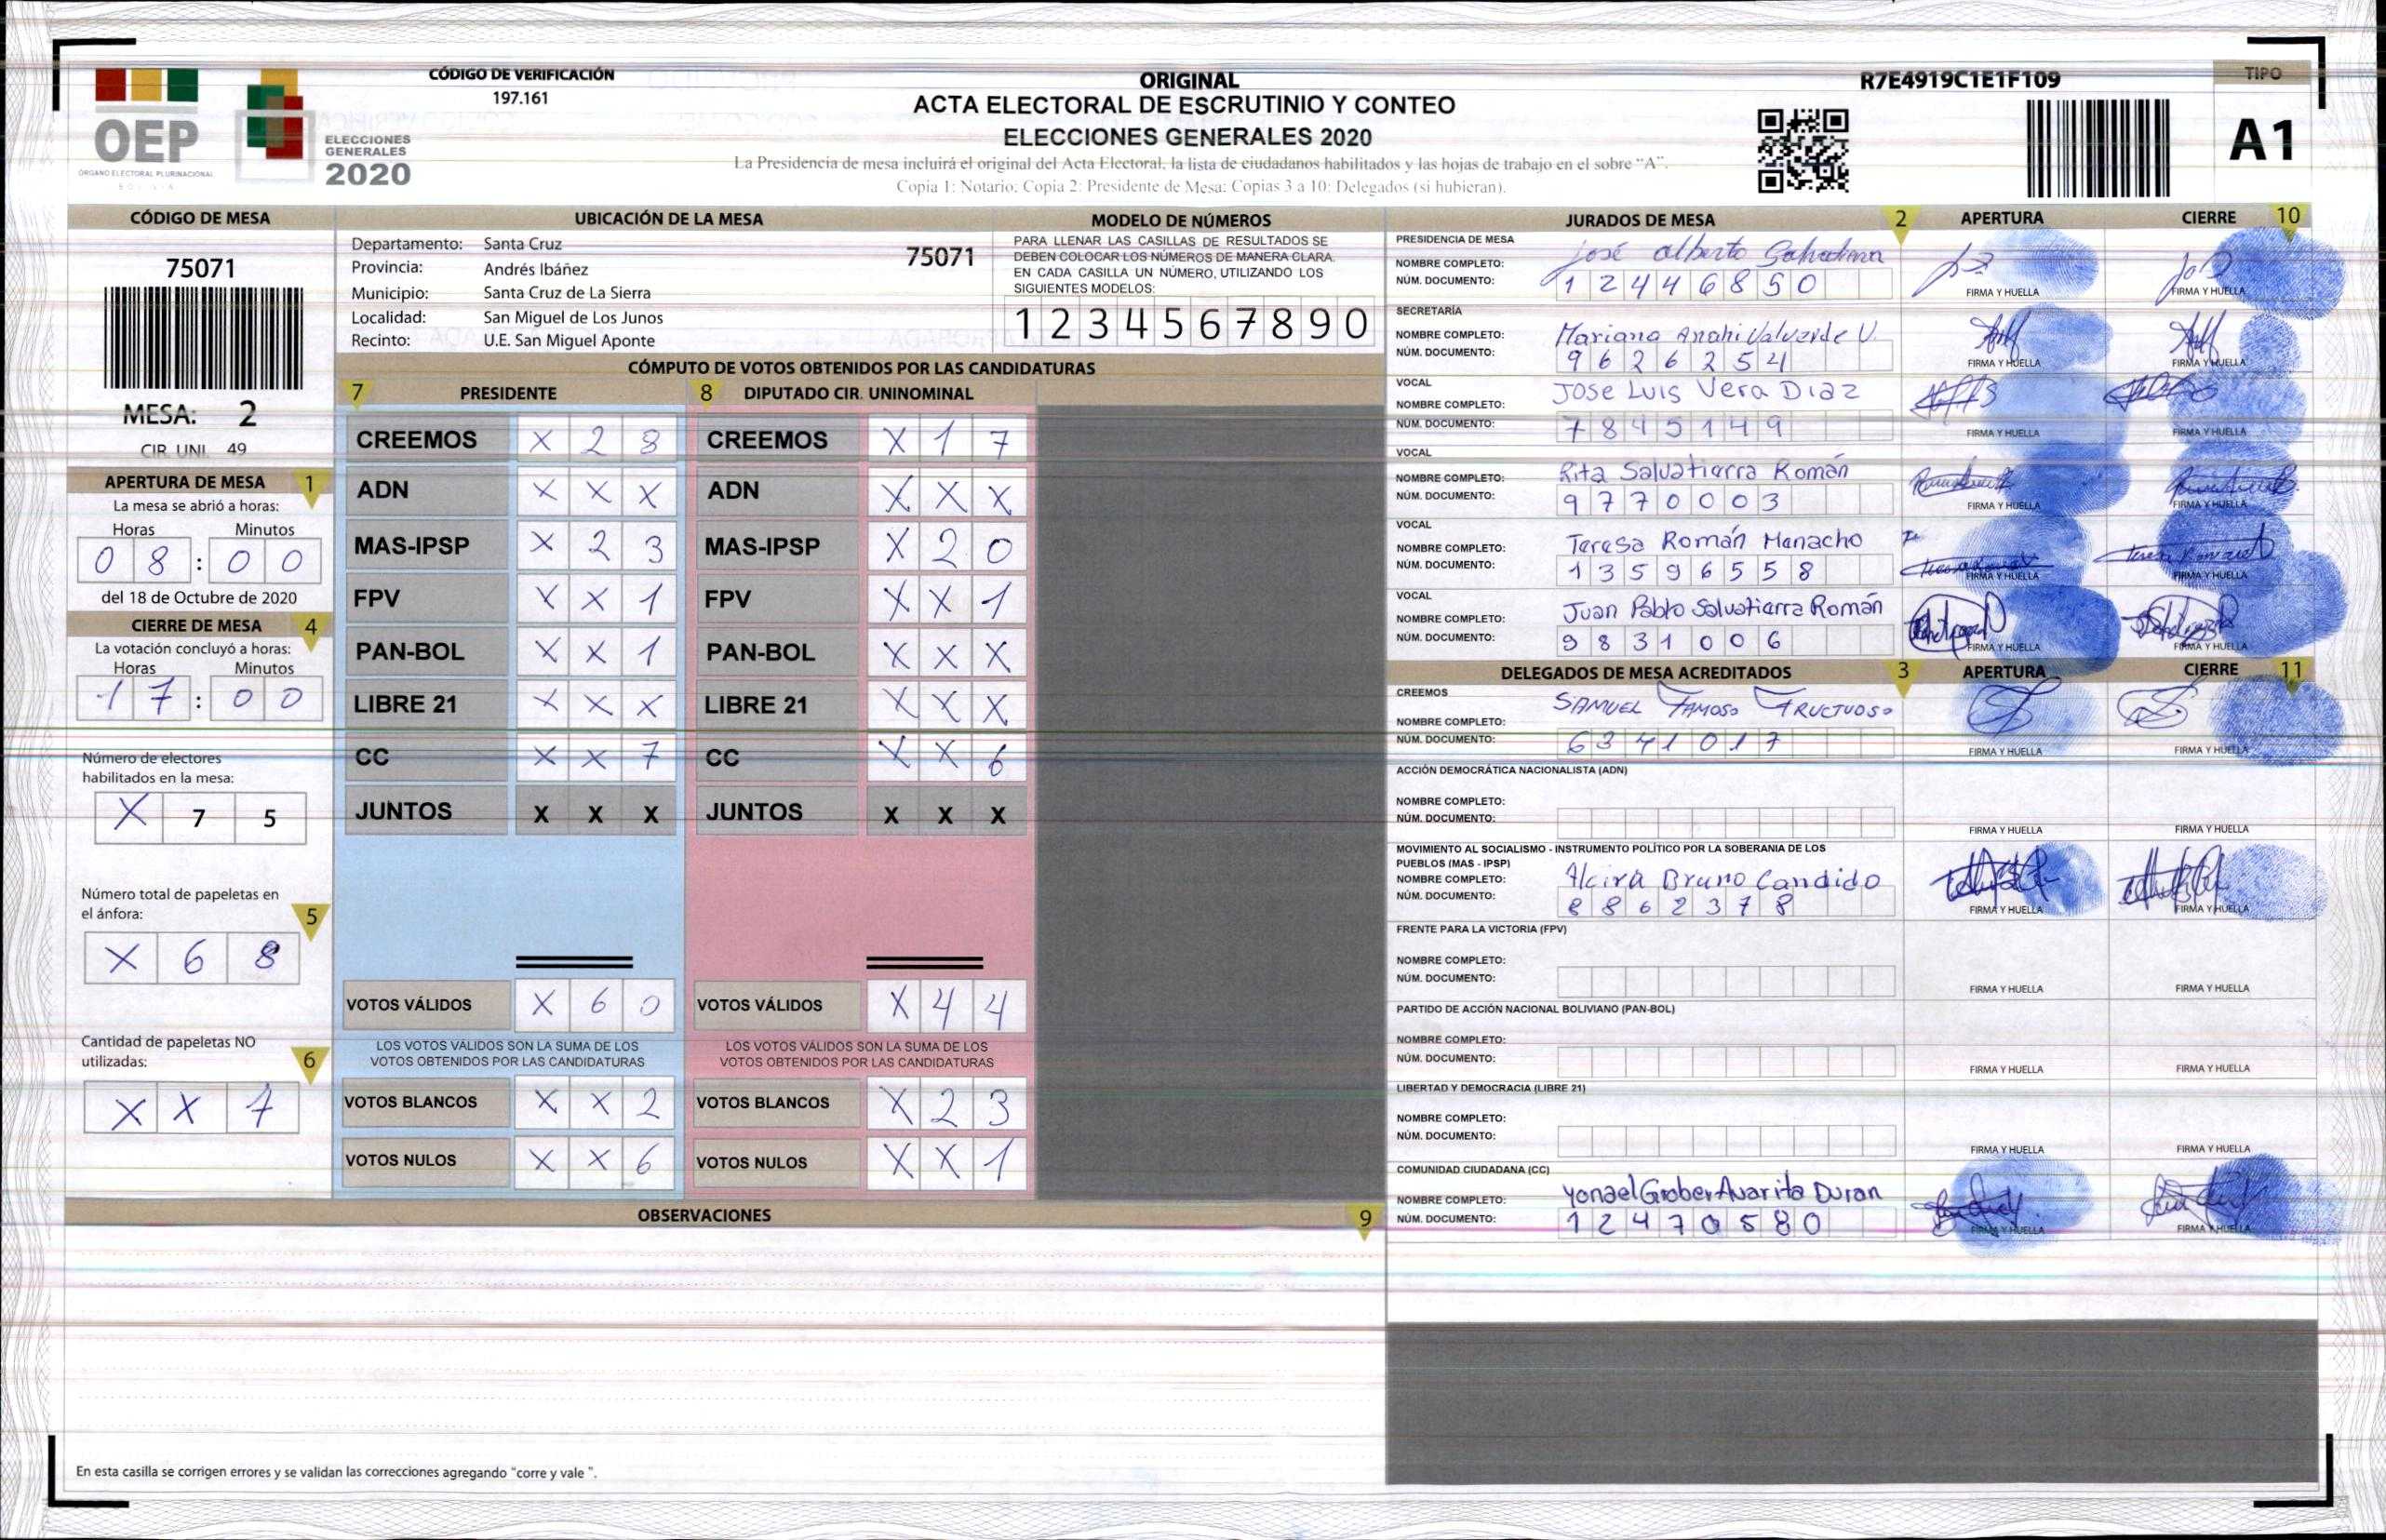 CÓDIGO DE VERIFICACIÓN
197.161
ORIGINAL
ACTA ELECTORAL DE ESCRUTINIO Y CONTEO
ELECCIONES GENERALES 2020
La Presidencia de mesa incluirá el original del Acta Electoral, la lista de ciudadanos habilitados y las hojas de trabajo en el sobre "A".
Copia 1: Notario; Copia 2: Presidente de Mesa; Copias 3 a 10: Delegados (si hubieran).
R7E4919C1E1F109
TIPO
A1
OEP
ÓRGANO ELECTORAL PLURINACIONAL
BOLIVIA
ELECCIONES
GENERALES
2020
CÓDIGO DE MESA
75071
MESA: 2
CIR. UNI. 49
APERTURA DE MESA 1
La mesa se abrió a horas:
Horas Minutos
0 8 : 0 0
del 18 de Octubre de 2020
CIERRE DE MESA 4
La votación concluyó a horas:
Horas Minutos
1 7 : 0 0
Número de electores
habilitados en la mesa:
X 7 5
Número total de papeletas en
el ánfora: 5
X 6 8
Cantidad de papeletas NO
utilizadas: 6
X X 7
UBICACIÓN DE LA MESA
Departamento: Santa Cruz
75071
Provincia: Andrés Ibáñez
Municipio: Santa Cruz de La Sierra
Localidad: San Miguel de Los Junos
Recinto: U.E. San Miguel Aponte
MODELO DE NÚMEROS
PARA LLENAR LAS CASILLAS DE RESULTADOS SE
DEBEN COLOCAR LOS NÚMEROS DE MANERA CLARA.
EN CADA CASILLA UN NÚMERO, UTILIZANDO LOS
SIGUIENTES MODELOS:
1 2 3 4 5 6 7 8 9 0
CÓMPUTO DE VOTOS OBTENIDOS POR LAS CANDIDATURAS
7 PRESIDENTE
CREEMOS X 2 8
ADN X X X
MAS-IPSP X 2 3
FPV X X 1
PAN-BOL X X 1
LIBRE 21 X X X
CC X X 7
JUNTOS X X X
VOTOS VÁLIDOS X 6 0
LOS VOTOS VÁLIDOS SON LA SUMA DE LOS
VOTOS OBTENIDOS POR LAS CANDIDATURAS
VOTOS BLANCOS X X 2
VOTOS NULOS X X 6
8 DIPUTADO CIR. UNINOMINAL
CREEMOS X 1 7
ADN X X X
MAS-IPSP X 2 0
FPV X X 1
PAN-BOL X X X
LIBRE 21 X X X
CC X X 6
JUNTOS X X X
VOTOS VÁLIDOS X 4 4
LOS VOTOS VÁLIDOS SON LA SUMA DE LOS
VOTOS OBTENIDOS POR LAS CANDIDATURAS
VOTOS BLANCOS X 2 3
VOTOS NULOS X X 1
OBSERVACIONES 9
En esta casilla se corrigen errores y se validan las correcciones agregando "corre y vale ".
JURADOS DE MESA 2 APERTURA CIERRE 10
PRESIDENCIA DE MESA
NOMBRE COMPLETO: José alberto
NÚM. DOCUMENTO: 1 2 4 4 6 8 5 0
FIRMA Y HUELLA FIRMA Y HUELLA
SECRETARÍA
NOMBRE COMPLETO: Mariana Anahi Valverde V.
NÚM. DOCUMENTO: 9 6 2 6 2 5 4
FIRMA Y HUELLA FIRMA Y HUELLA
VOCAL
NOMBRE COMPLETO: JOSE LUIS Vera DIAZ
NÚM. DOCUMENTO: 7 8 4 5 1 4 9
FIRMA Y HUELLA FIRMA Y HUELLA
VOCAL
NOMBRE COMPLETO: Rita Salvatierra Román
NÚM. DOCUMENTO: 9 7 7 0 0 0 3
FIRMA Y HUELLA FIRMA Y HUELLA
VOCAL
NOMBRE COMPLETO: Teresa Román Menacho
NÚM. DOCUMENTO: 1 3 5 9 6 5 5 8
FIRMA Y HUELLA FIRMA Y HUELLA
VOCAL
NOMBRE COMPLETO: Juan Pablo Salvatierra Román
NÚM. DOCUMENTO: 9 8 3 1 0 0 6
FIRMA Y HUELLA FIRMA Y HUELLA
DELEGADOS DE MESA ACREDITADOS 3 APERTURA CIERRE 11
CREEMOS
NOMBRE COMPLETO: SAMUEL FAMOSO FRUCTUOSO
NÚM. DOCUMENTO: 6 3 4 1 0 1 7
FIRMA Y HUELLA FIRMA Y HUELLA
ACCIÓN DEMOCRÁTICA NACIONALISTA (ADN)
NOMBRE COMPLETO:
NÚM. DOCUMENTO:
FIRMA Y HUELLA FIRMA Y HUELLA
MOVIMIENTO AL SOCIALISMO - INSTRUMENTO POLÍTICO POR LA SOBERANIA DE LOS
PUEBLOS (MAS - IPSP)
NOMBRE COMPLETO: Alcira Bruno Candido
NÚM. DOCUMENTO: 8 8 6 2 3 7 8
FIRMA Y HUELLA FIRMA Y HUELLA
FRENTE PARA LA VICTORIA (FPV)
NOMBRE COMPLETO:
NÚM. DOCUMENTO:
FIRMA Y HUELLA FIRMA Y HUELLA
PARTIDO DE ACCIÓN NACIONAL BOLIVIANO (PAN-BOL)
NOMBRE COMPLETO:
NÚM. DOCUMENTO:
FIRMA Y HUELLA FIRMA Y HUELLA
LIBERTAD Y DEMOCRACIA (LIBRE 21)
NOMBRE COMPLETO:
NÚM. DOCUMENTO:
FIRMA Y HUELLA FIRMA Y HUELLA
COMUNIDAD CIUDADANA (CC)
NOMBRE COMPLETO: Yonael Grober Avarita Duran
NÚM. DOCUMENTO: 1 2 4 7 0 5 8 0
FIRMA Y HUELLA FIRMA Y HUELLA